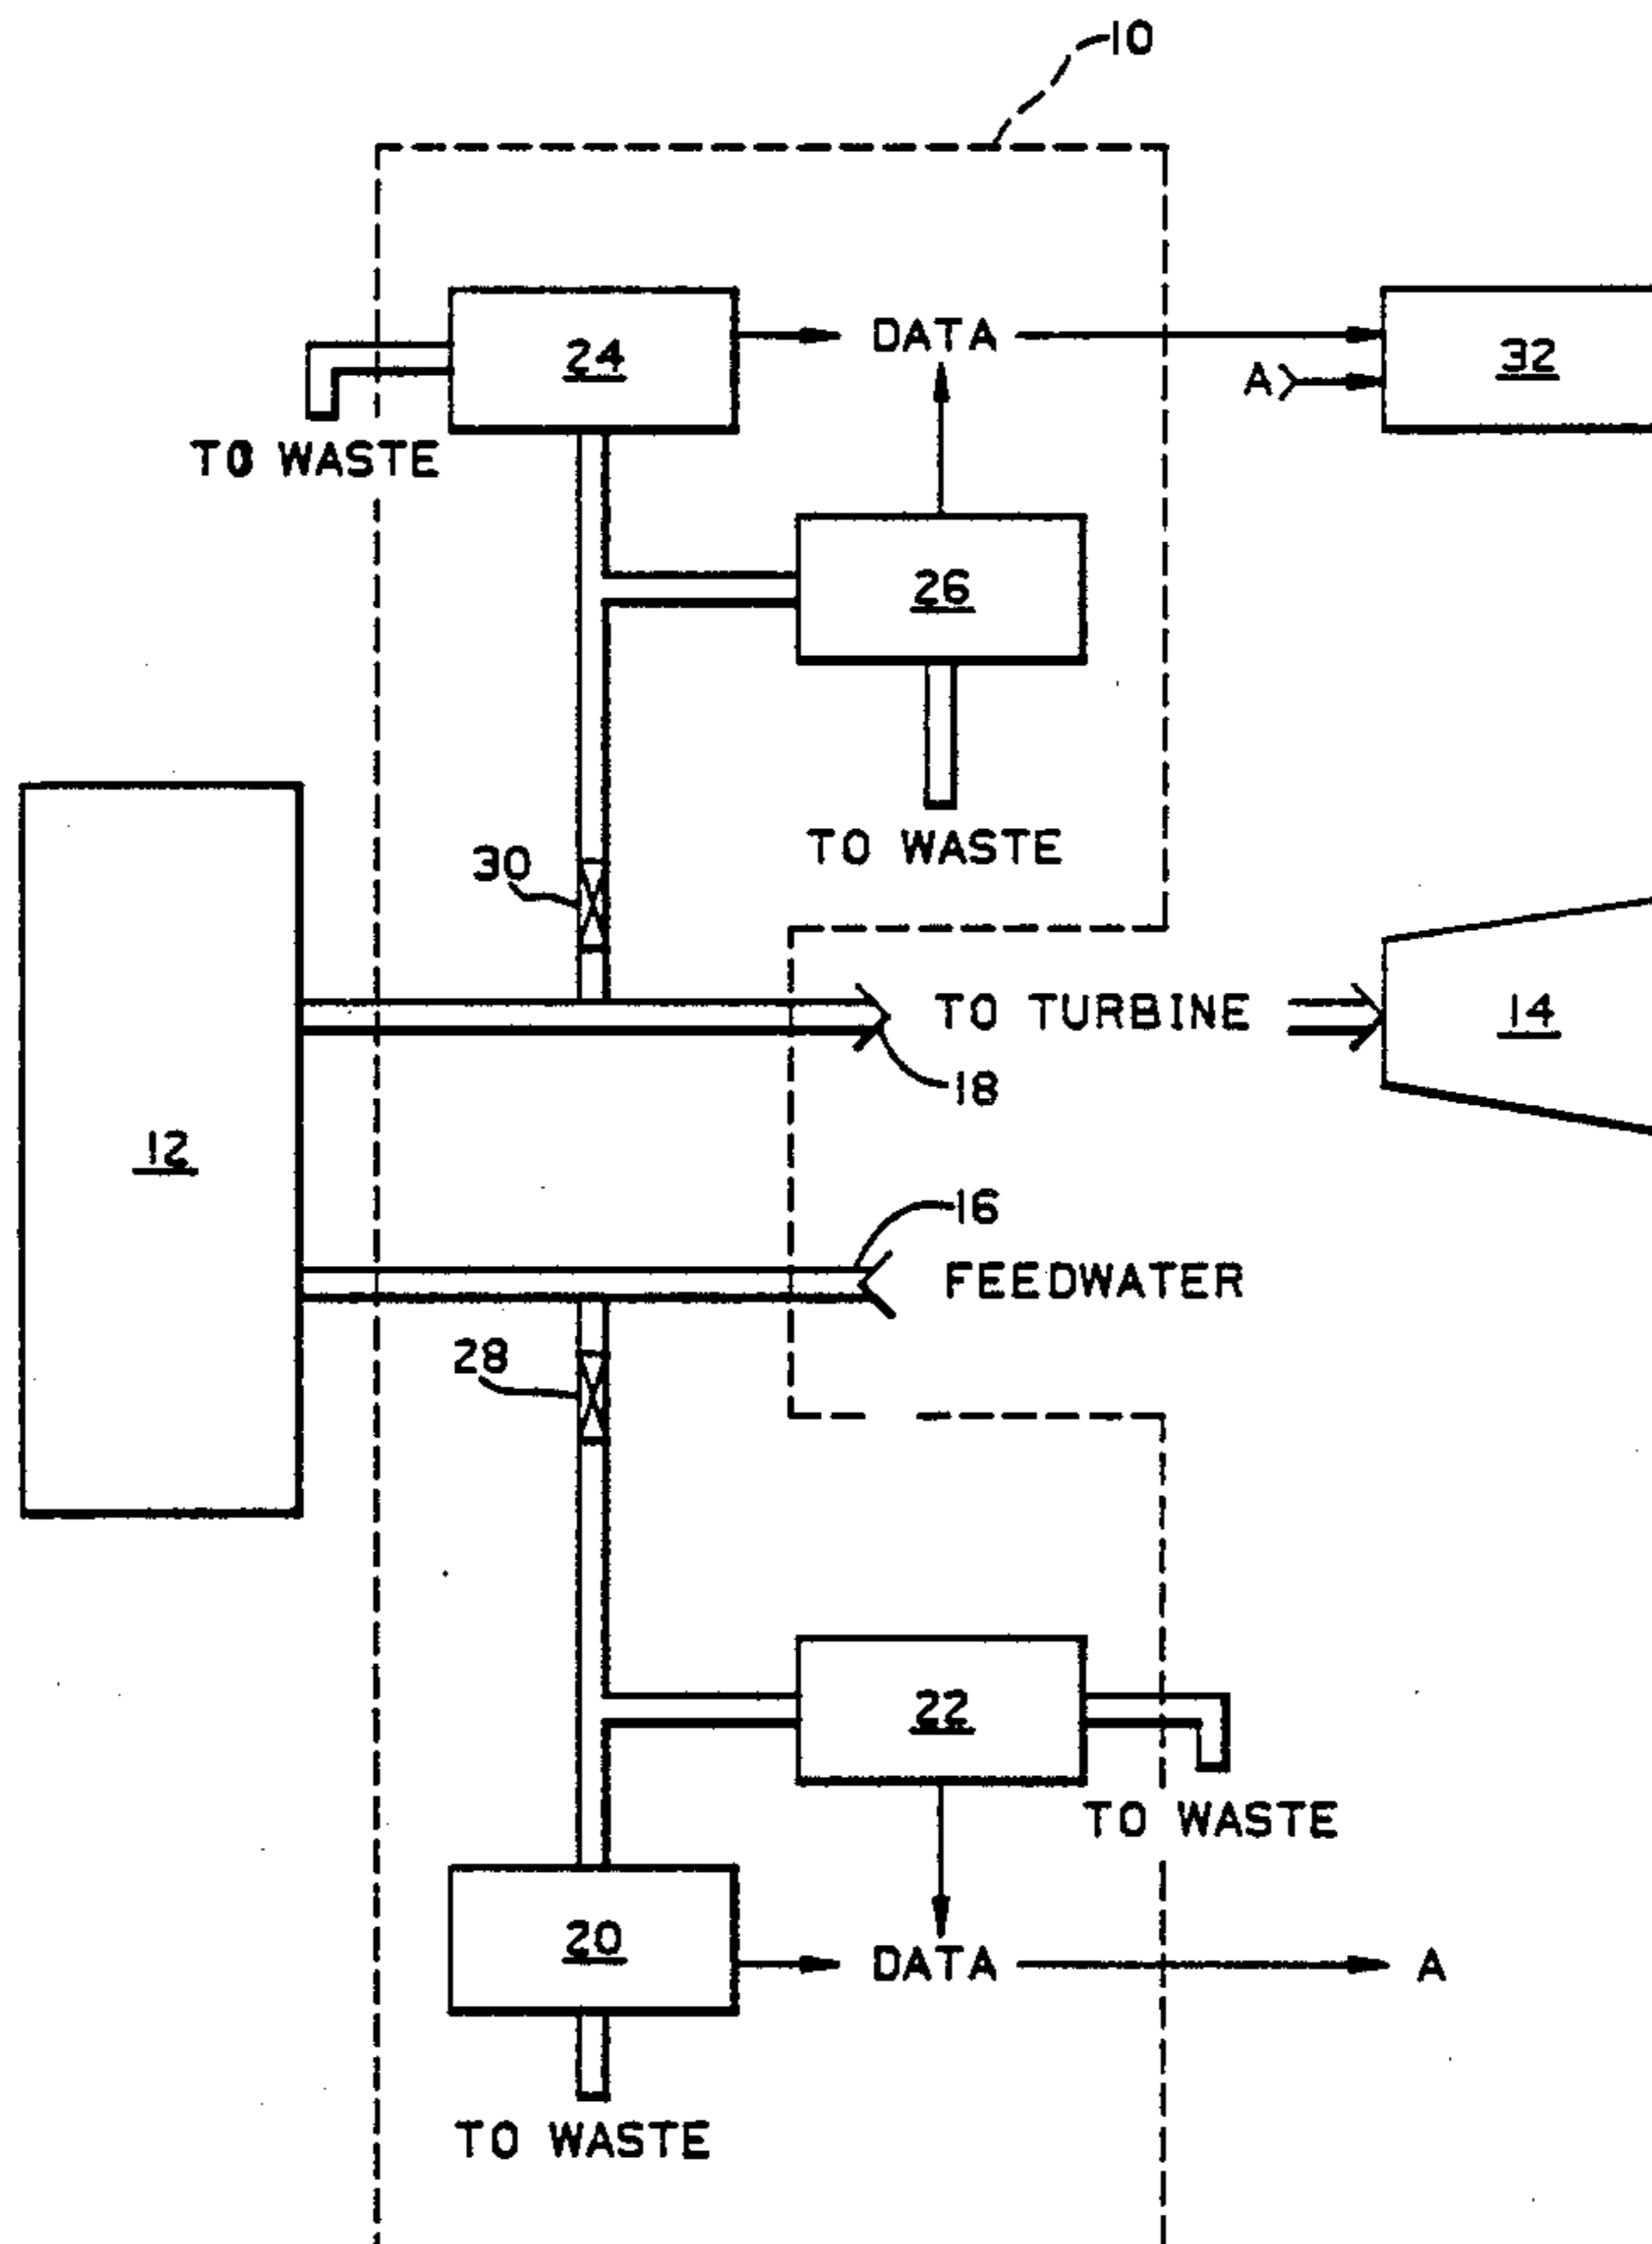 10
24
DATA
32
A
TO WASTE
26
TO WASTE
30
TO TURBINE
14
18
12
16
FEEDWATER
28
22
TO WASTE
20
DATA
A
TO WASTE